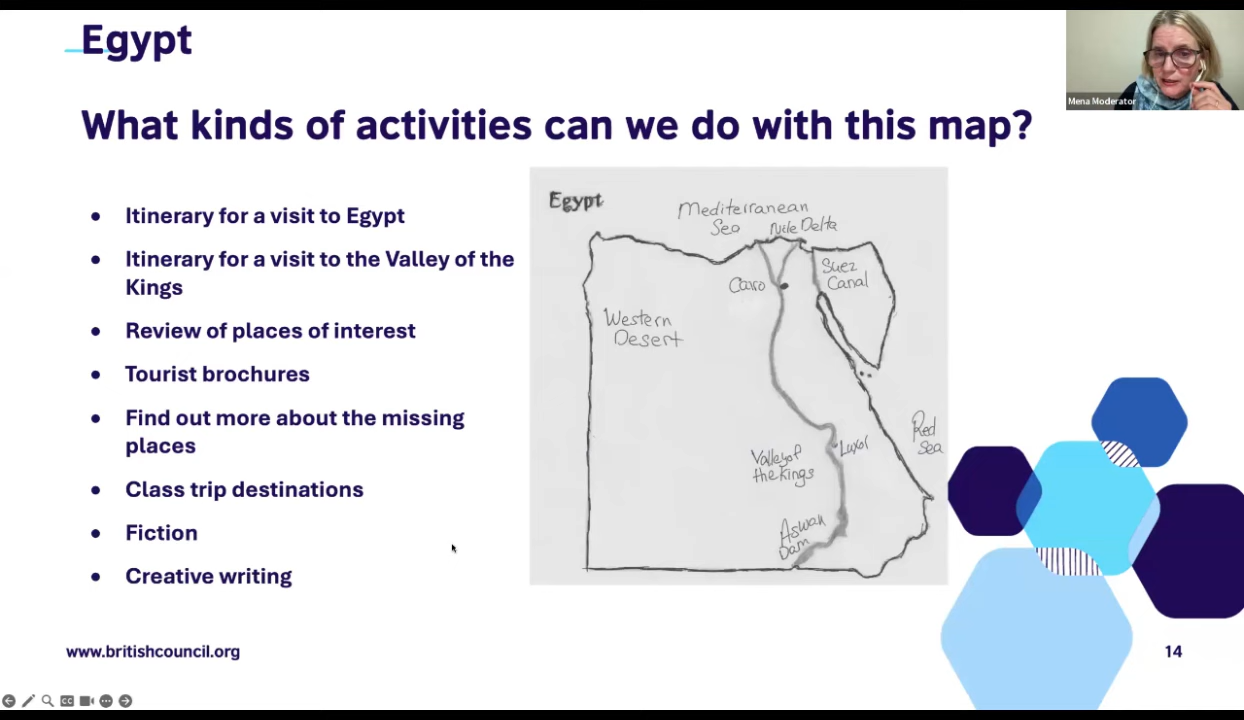 Egypt
Mena Moderator
What kinds of activities can we do with this map?
• Itinerary for a visit to Egypt
• Itinerary for a visit to the Valley of the
Kings
• Review of places of interest
• Tourist brochures
• Find out more about the missing
places
• Class trip destinations
• Fiction
• Creative writing
Egypt
Mediterranean
Sea
Nile Delta
Suez
Canal
Cairo
Western
Desert
Red
Sea
Luxor
Valley of
the Kings
Aswan
Dam
www.britishcouncil.org
14
CC